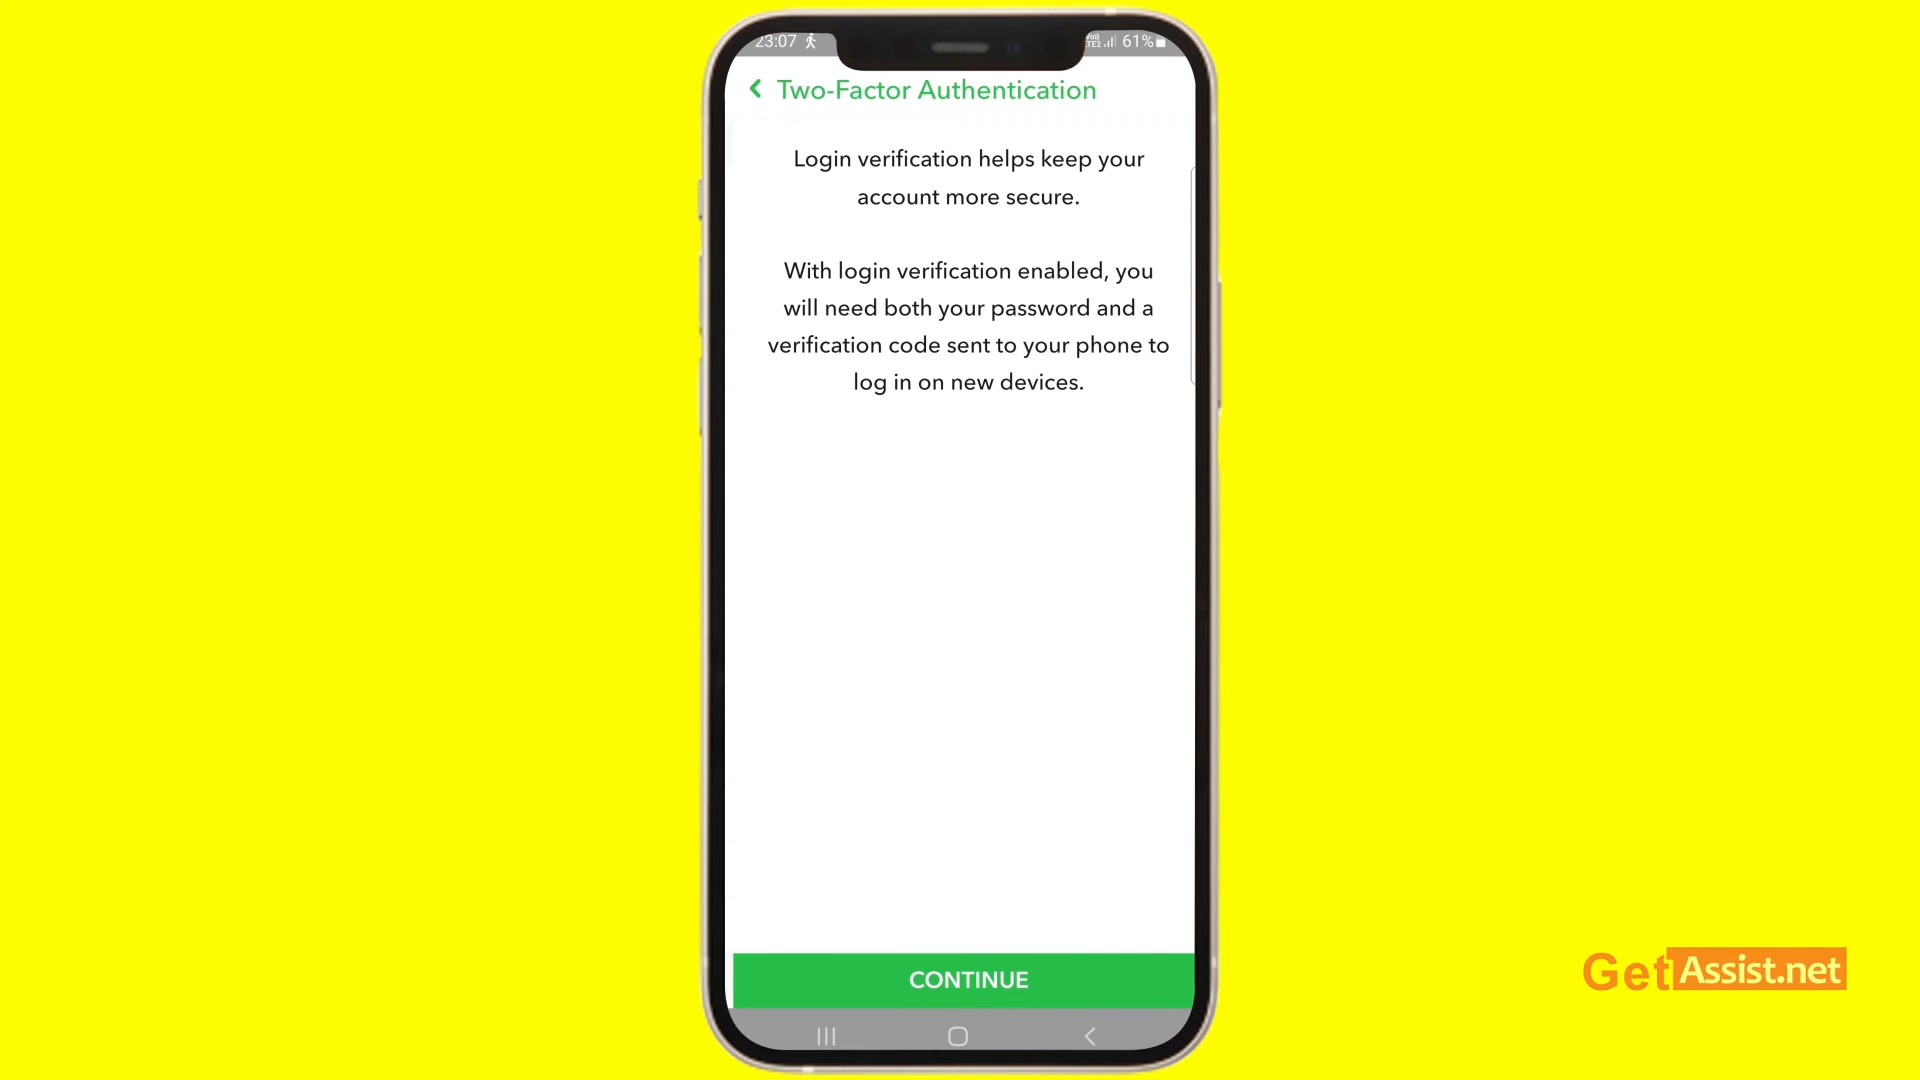 23:07 61%
Two-Factor Authentication
Login verification helps keep your
account more secure.
With login verification enabled, you
will need both your password and a
verification code sent to your phone to
log in on new devices.
CONTINUE
GetAssist.net